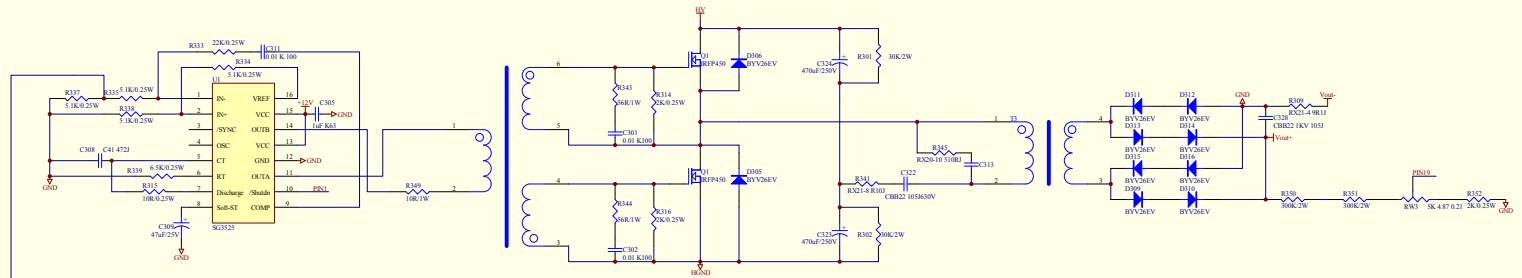 HV
R333
22K/0.25W
C311
0.01 K 100
R334
5.1K/0.25W
U1
R337
5.1K/0.25W
R335
5.1K/0.25W
R338
5.1K/0.25W
1
IN-
VREF
16
2
IN+
VCC
15
3
/SYNC
OUTB
14
4
OSC
VCC
13
5
CT
GND
12
6
RT
OUTA
11
7
Discharge
/Shutdn
10
8
Soft-ST
COMP
9
SG3525
+12V
C305
GND
1uF K63
GND
PIN1
C308
C41 472J
GND
R339
6.5K/0.25W
R315
10R/0.25W
C309
47uF/25V
GND
R349
10R/1W
1
2
6
5
4
3
R343
56R/1W
R314
2K/0.25W
C301
0.01 K100
R344
56R/1W
R316
2K/0.25W
C302
0.01 K100
Q1
IRFP450
D306
BYV26EV
Q1
IRFP450
D305
BYV26EV
HGND
C324
470uF/250V
R301
30K/2W
C323
470uF/250V
R302
30K/2W
R341
RX21-8 R10J
C322
CBB22 105J630V
R345
RX20-10 510RJ
C313
T3
1
2
4
3
D311
BYV26EV
D312
BYV26EV
D313
BYV26EV
D314
BYV26EV
D315
BYV26EV
D316
BYV26EV
D309
BYV26EV
D310
BYV26EV
GND
R309
RX21-4 9R1J
Vout-
C328
CBB22 1KV 105J
Vout+
R350
300K/2W
R351
300K/2W
PIN19
RW3
5K 4.87 0.21
R352
2K/0.25W
GND